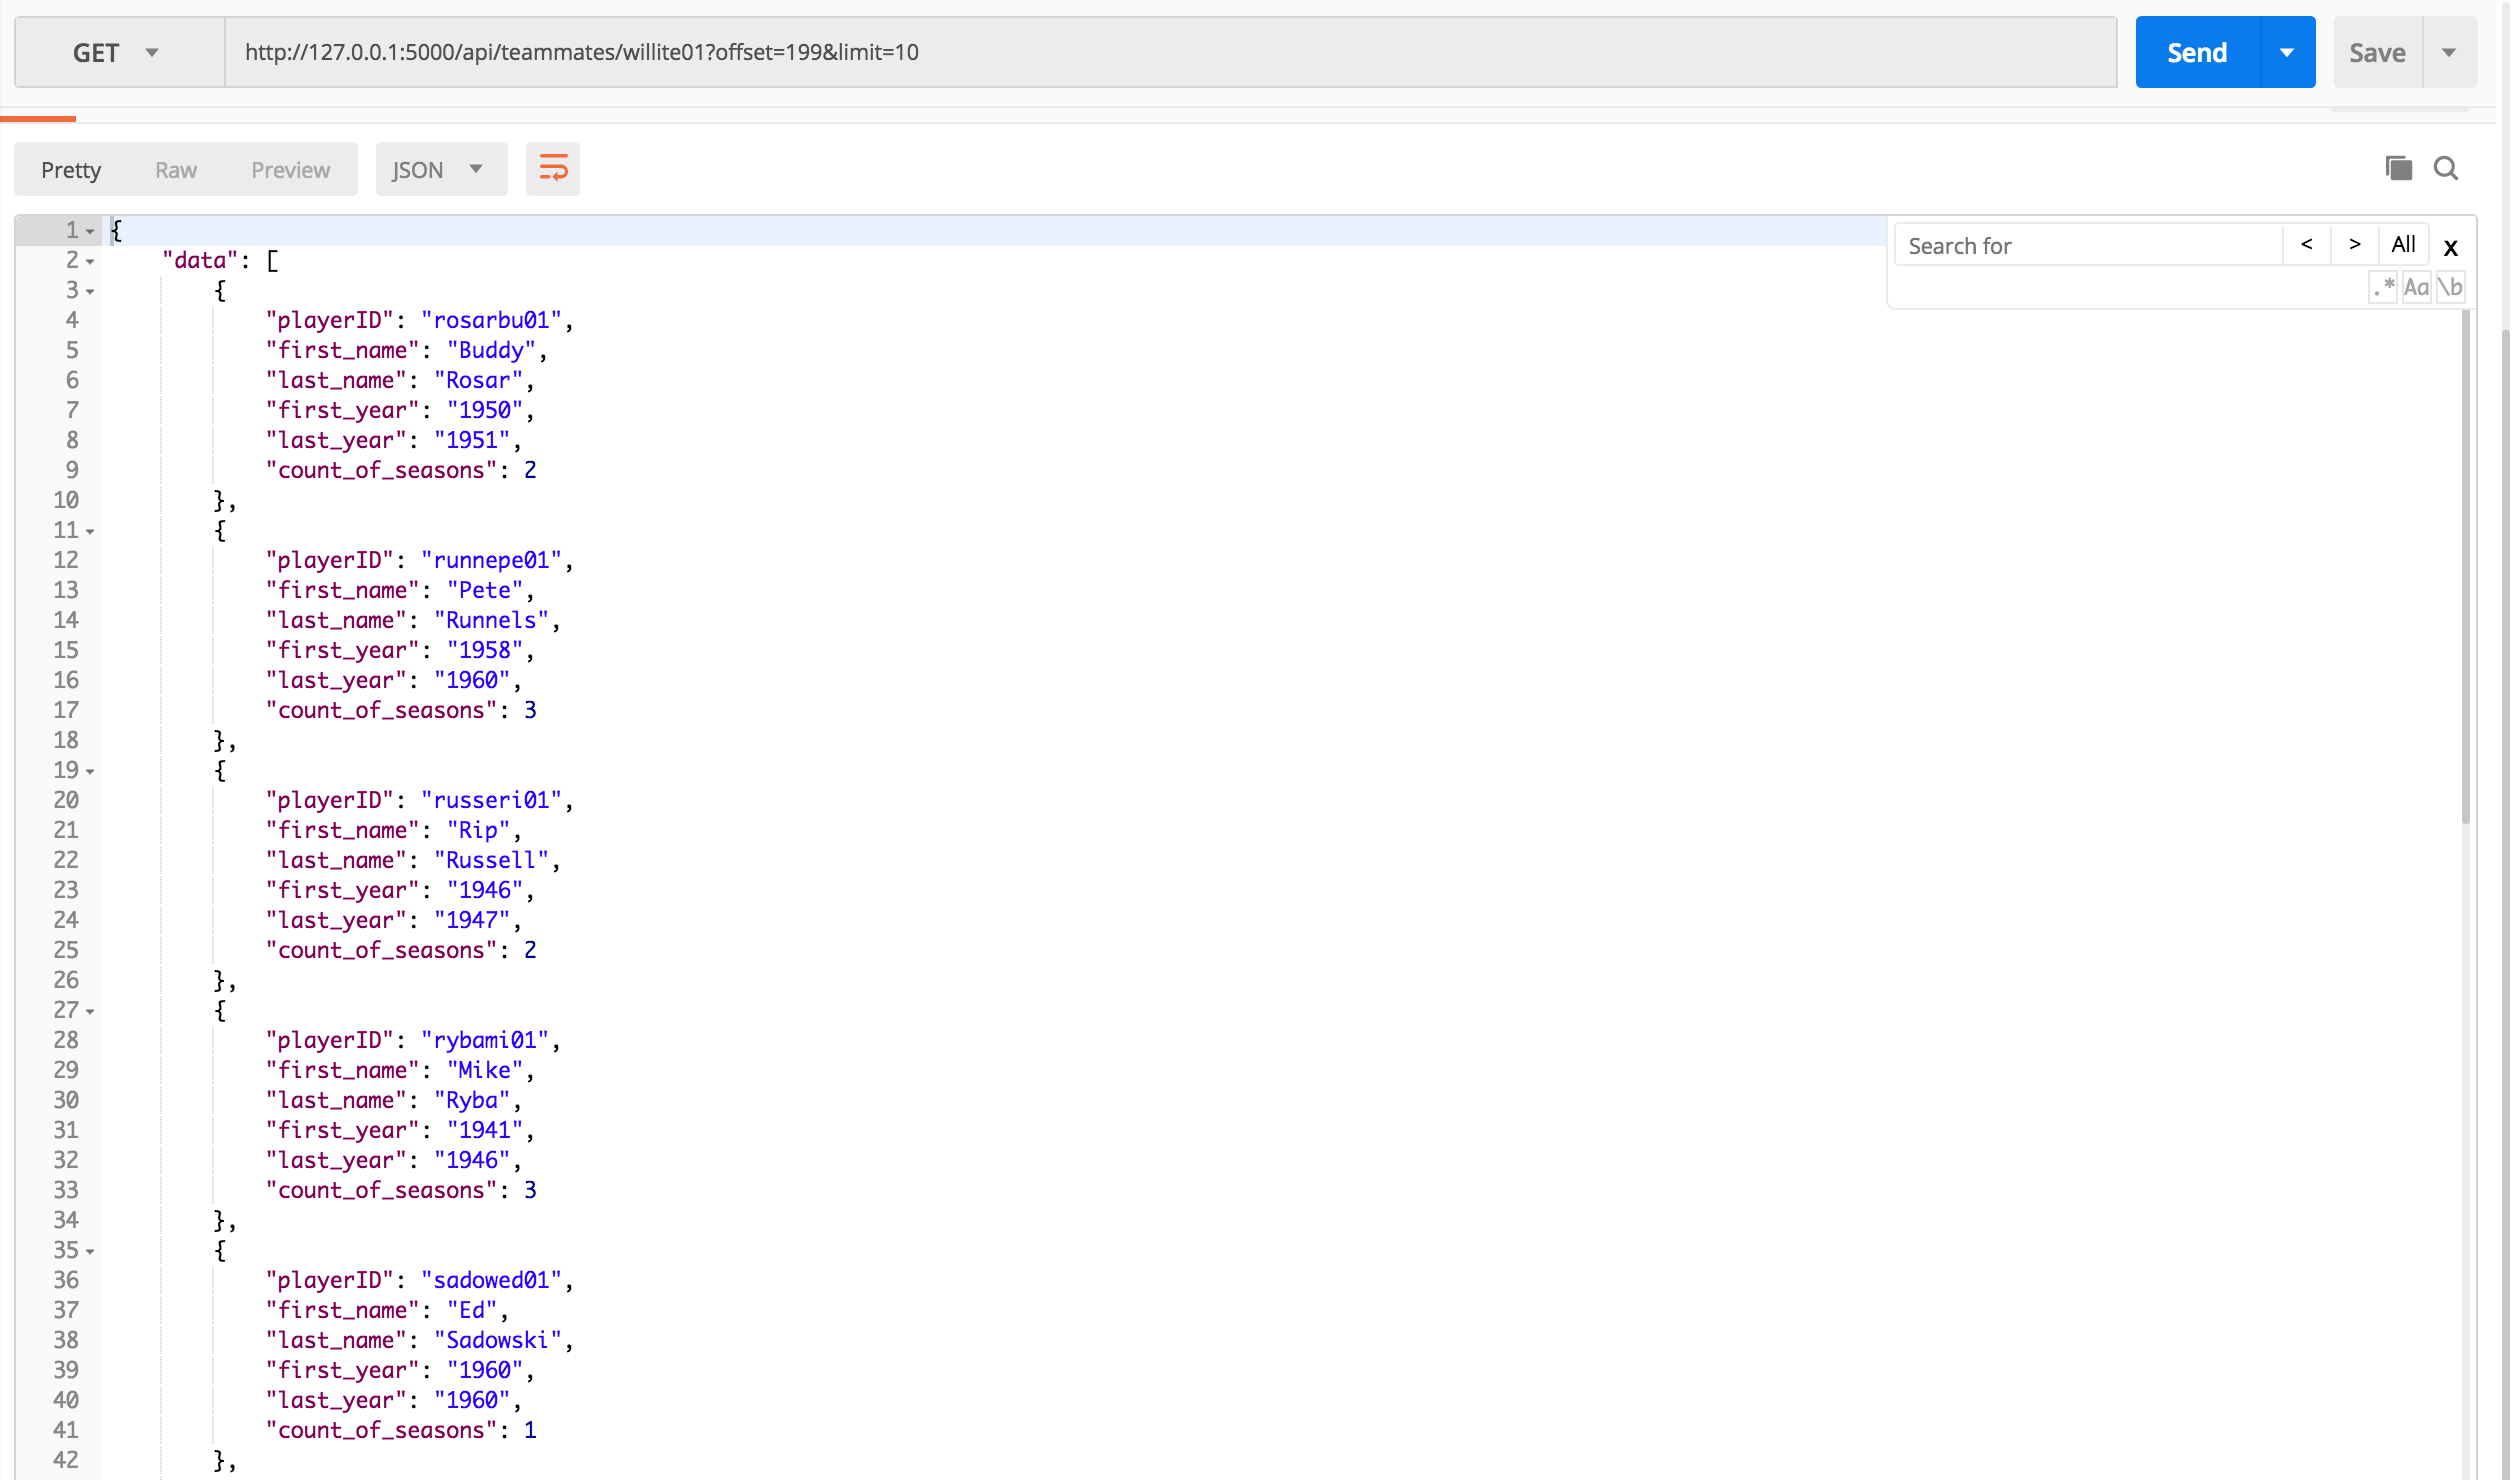 GET http://127.0.0.1:5000/api/teammates/willite01?offset=199&limit=10 Send Save
Pretty Raw Preview JSON
Search for < > All x
.* Aa \b
1 {
2 "data": [
3 {
4 "playerID": "rosarbu01",
5 "first_name": "Buddy",
6 "last_name": "Rosar",
7 "first_year": "1950",
8 "last_year": "1951",
9 "count_of_seasons": 2
10 },
11 {
12 "playerID": "runnepe01",
13 "first_name": "Pete",
14 "last_name": "Runnels",
15 "first_year": "1958",
16 "last_year": "1960",
17 "count_of_seasons": 3
18 },
19 {
20 "playerID": "russeri01",
21 "first_name": "Rip",
22 "last_name": "Russell",
23 "first_year": "1946",
24 "last_year": "1947",
25 "count_of_seasons": 2
26 },
27 {
28 "playerID": "rybami01",
29 "first_name": "Mike",
30 "last_name": "Ryba",
31 "first_year": "1941",
32 "last_year": "1946",
33 "count_of_seasons": 3
34 },
35 {
36 "playerID": "sadowed01",
37 "first_name": "Ed",
38 "last_name": "Sadowski",
39 "first_year": "1960",
40 "last_year": "1960",
41 "count_of_seasons": 1
42 },